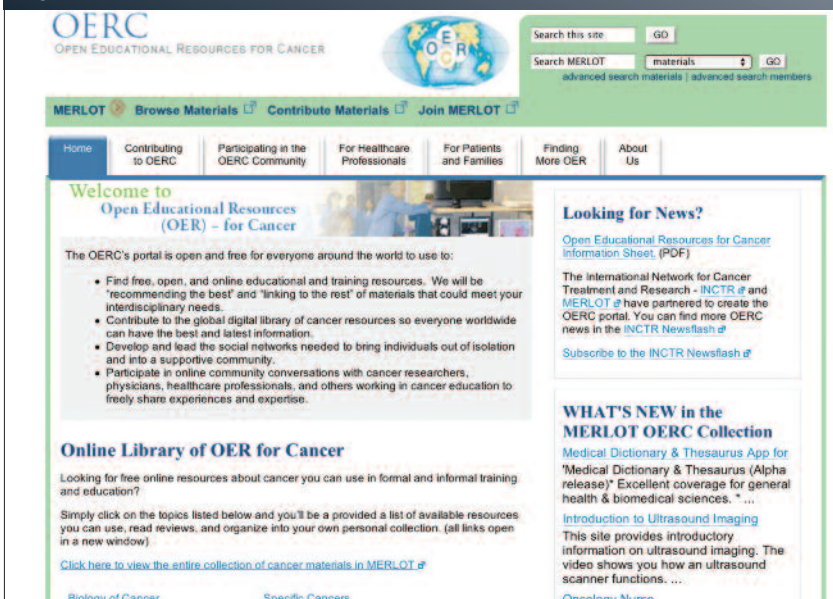 OERC
OPEN EDUCATIONAL RESOURCES FOR CANCER
OER
Search this site GO
Search MERLOT materials GO
advanced search materials | advanced search members
MERLOT Browse Materials Contribute Materials Join MERLOT
Home
Contributing
to OERC
Participating in the
OERC Community
For Healthcare
Professionals
For Patients
and Families
Finding
More OER
About
Us
Welcome to
Open Educational Resources
(OER) – for Cancer
The OERC's portal is open and free for everyone around the world to use to:
• Find free, open, and online educational and training resources. We will be
"recommending the best" and "linking to the rest" of materials that could meet your
interdisciplinary needs.
• Contribute to the global digital library of cancer resources so everyone worldwide
can have the best and latest information.
• Develop and lead the social networks needed to bring individuals out of isolation
and into a supportive community.
• Participate in online community conversations with cancer researchers,
physicians, healthcare professionals, and others working in cancer education to
freely share experiences and expertise.
Online Library of OER for Cancer
Looking for free online resources about cancer you can use in formal and informal training
and education?
Simply click on the topics listed below and you'll be a provided a list of available resources
you can use, read reviews, and organize into your own personal collection. (all links open
in a new window)
Click here to view the entire collection of cancer materials in MERLOT
Biology of Cancer Specific Cancers
Looking for News?
Open Educational Resources for Cancer
Information Sheet. (PDF)
The International Network for Cancer
Treatment and Research - INCTR and
MERLOT have partnered to create the
OERC portal. You can find more OERC
news in the INCTR Newsflash
Subscribe to the INCTR Newsflash
WHAT'S NEW in the
MERLOT OERC Collection
Medical Dictionary & Thesaurus App for
'Medical Dictionary & Thesaurus (Alpha
release)* Excellent coverage for general
health & biomedical sciences. * ...
Introduction to Ultrasound Imaging
This site provides introductory
information on ultrasound imaging. The
video shows you how an ultrasound
scanner functions. ...
Oncology Nurse